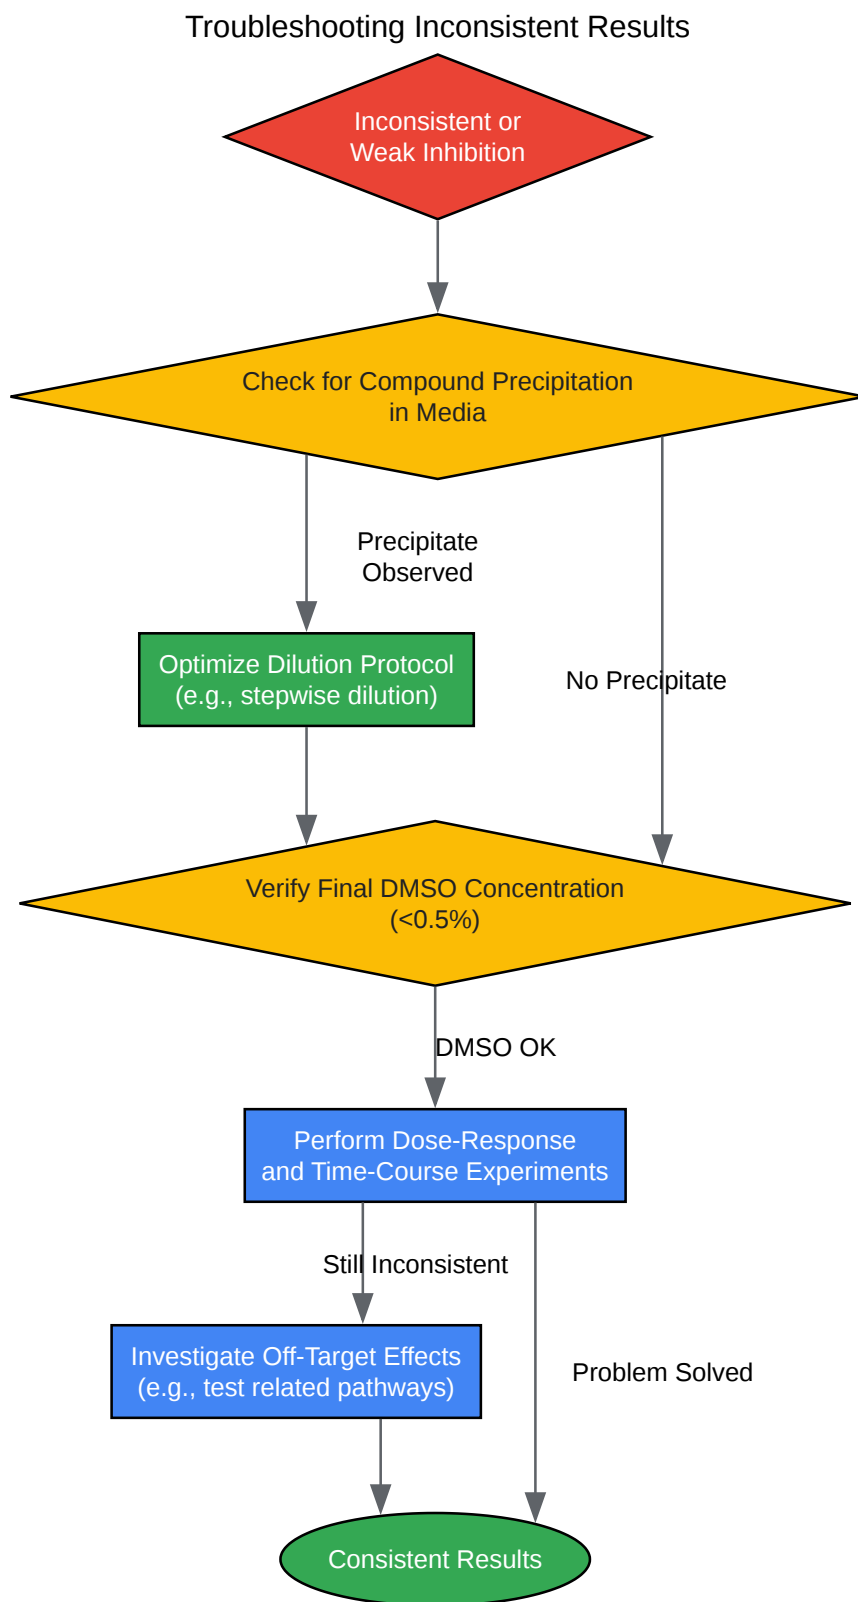 Troubleshooting Inconsistent Results
Inconsistent or
Weak Inhibition
Check for Compound Precipitation
in Media
Precipitate
Observed
Optimize Dilution Protocol
(e.g., stepwise dilution)
No Precipitate
Verify Final DMSO Concentration
(<0.5%)
DMSO OK
Perform Dose-Response
and Time-Course Experiments
Still Inconsistent
Investigate Off-Target Effects
(e.g., test related pathways)
Problem Solved
Consistent Results